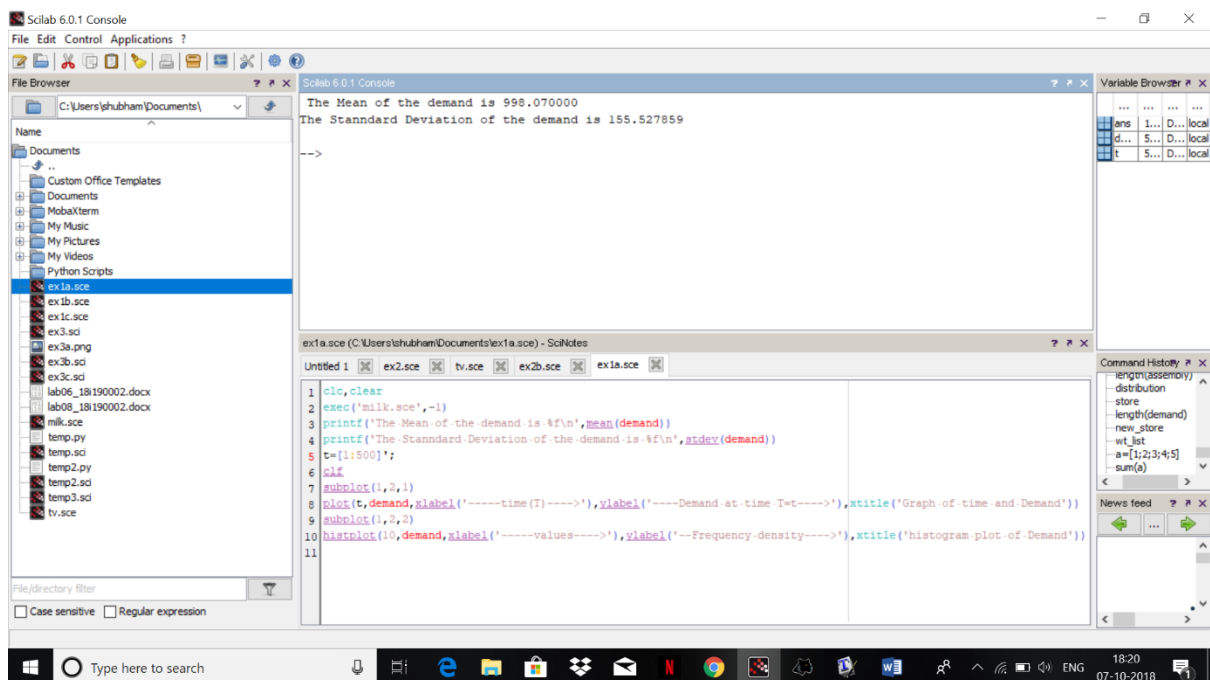 Scilab 6.0.1 Console
File Edit Control Applications ?
File Browser
C:\Users\shubham\Documents\
Name
Documents
..
Custom Office Templates
Documents
MobaXterm
My Music
My Pictures
My Videos
Python Scripts
ex1a.sce
ex1b.sce
ex1c.sce
ex3.sci
ex3a.png
ex3b.sci
ex3c.sci
lab06_18i190002.docx
lab08_18i190002.docx
milk.sce
temp.py
temp.sci
temp2.py
temp2.sci
temp3.sci
tv.sce
File/directory filter
Case sensitive Regular expression
Scilab 6.0.1 Console
The Mean of the demand is 998.070000
The Stanndard Deviation of the demand is 155.527859
-->
ex1a.sce (C:\Users\shubham\Documents\ex1a.sce) - SciNotes
Untitled 1 ex2.sce tv.sce ex2b.sce ex1a.sce
1 clc,clear
2 exec('milk.sce',-1)
3 printf('The Mean of the demand is %f\n',mean(demand))
4 printf('The Stanndard Deviation of the demand is %f\n',stdev(demand))
5 t=[1:500]';
6 clf
7 subplot(1,2,1)
8 plot(t,demand,xlabel('-----time(T)---->'),ylabel('----Demand at time T=t---->'),xtitle('Graph of time and Demand'))
9 subplot(1,2,2)
10 histplot(10,demand,xlabel('-----values---->'),ylabel('--Frequency density---->'),xtitle('histogram plot of Demand'))
11
Variable Browser
... ... ... ...
ans 1... D... local
d... 5... D... local
t 5... D... local
Command History
length(assembly)
distribution
store
length(demand)
new_store
wt_list
a=[1;2;3;4;5]
sum(a)
News feed
...
Type here to search
ENG
18:20
07-10-2018